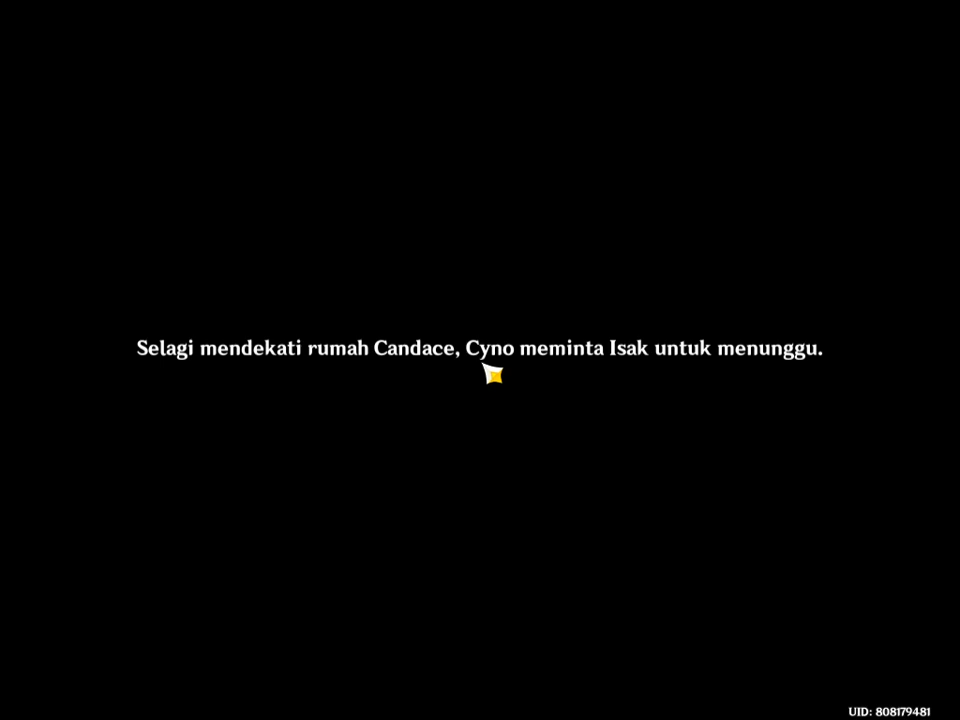 Selagi mendekati rumah Candace, Cyno meminta Isak untuk menunggu.
UID: 808179481